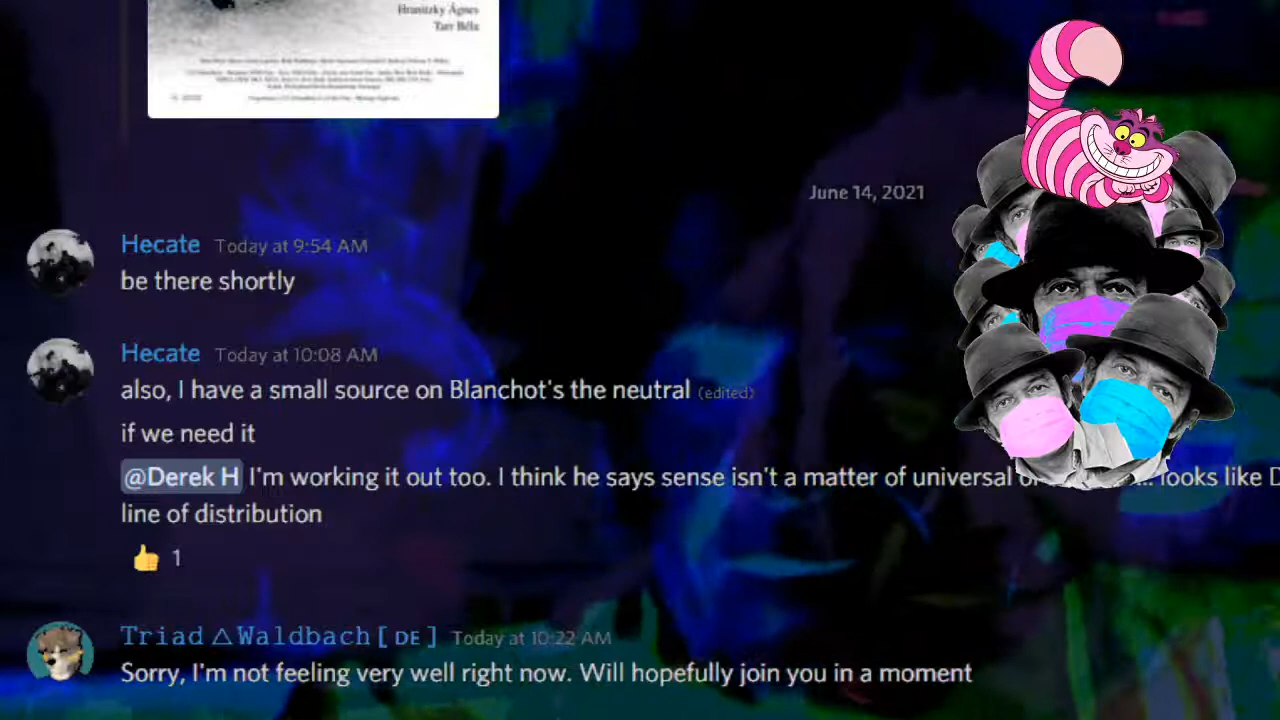 Hranitzky Ágnes
Tarr Béla
June 14, 2021
Hecate Today at 9:54 AM
be there shortly
Hecate Today at 10:08 AM
also, I have a small source on Blanchot's the neutral (edited)
if we need it
@Derek H I'm working it out too. I think he says sense isn't a matter of universal looks like D
line of distribution
👍 1
Triad △ Waldbach [DE] Today at 10:22 AM
Sorry, I'm not feeling very well right now. Will hopefully join you in a moment